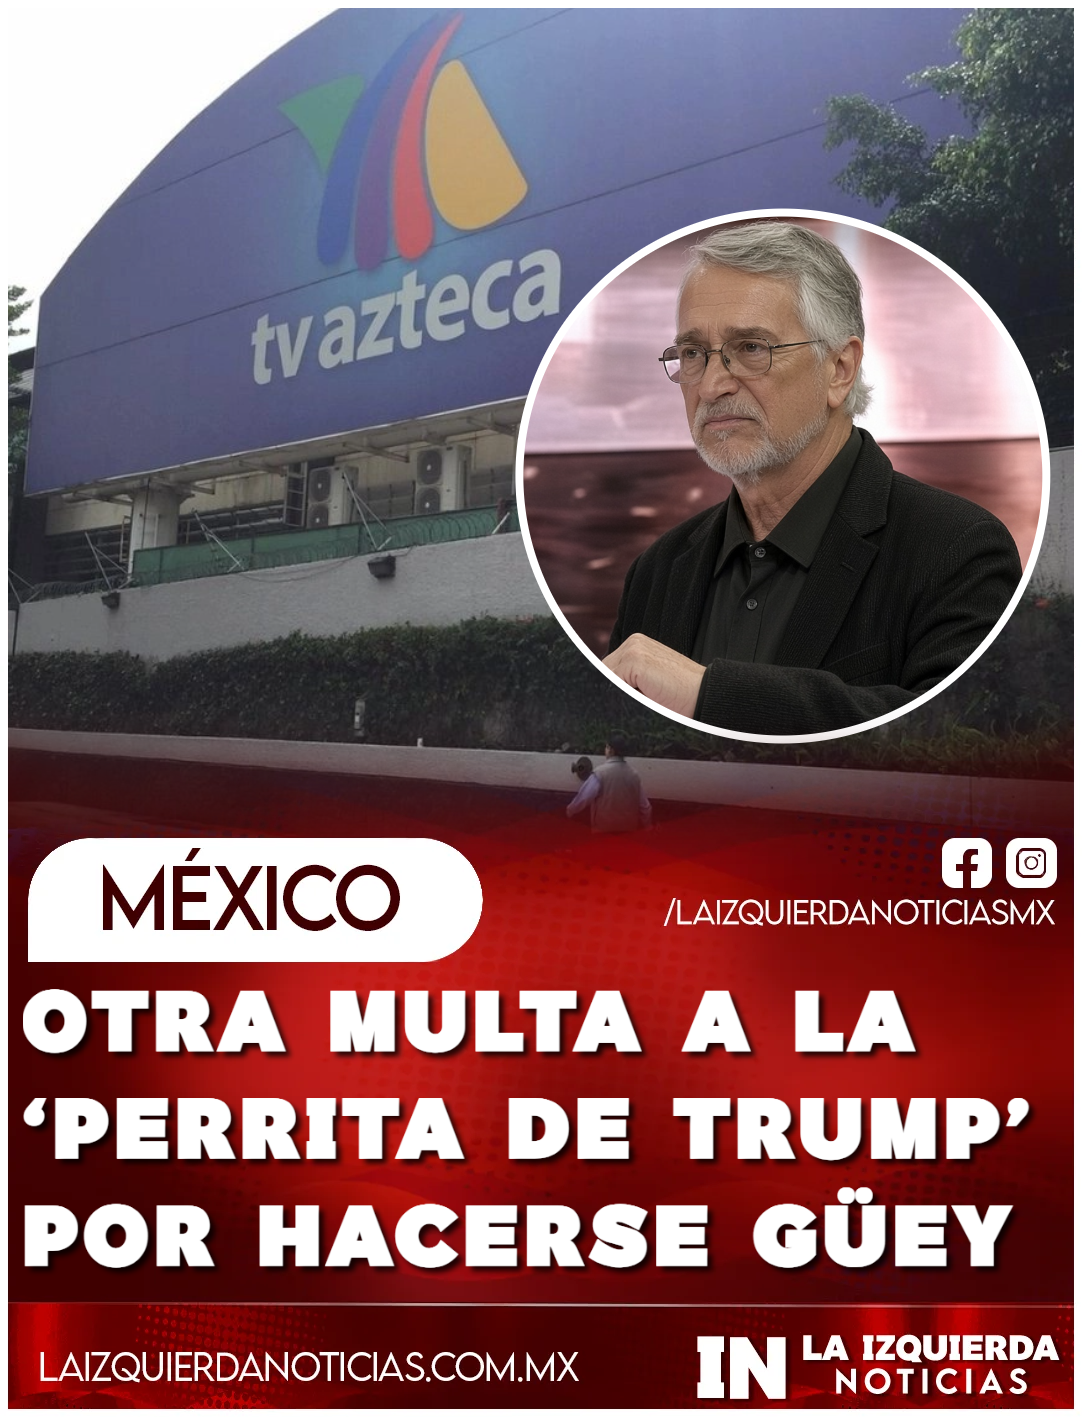 tv azteca
MÉXICO
/LAIZQUIERDANOTICIASMX
OTRA MULTA A LA
‘PERRITA DE TRUMP’
POR HACERSE GÜEY
LAIZQUIERDANOTICIAS.COM.MX
IN LA IZQUIERDA
NOTICIAS